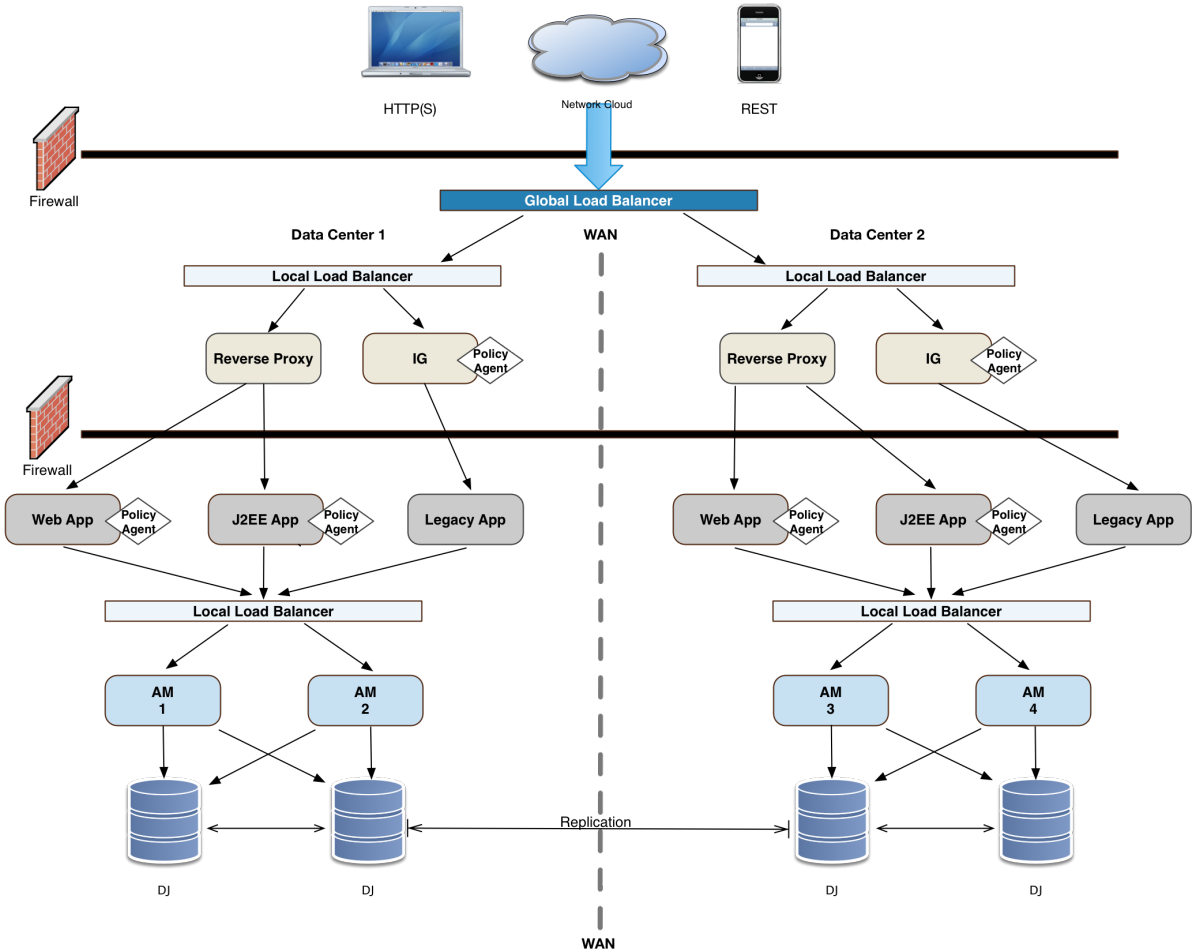 HTTP(S)
Network Cloud
REST
Firewall
Global Load Balancer
Data Center 1
WAN
Data Center 2
Local Load Balancer
Local Load Balancer
Reverse Proxy
IG
Policy
Agent
Reverse Proxy
IG
Policy
Agent
Firewall
Web App
Policy
Agent
J2EE App
Policy
Agent
Legacy App
Web App
Policy
Agent
J2EE App
Policy
Agent
Legacy App
Local Load Balancer
Local Load Balancer
AM
1
AM
2
AM
3
AM
4
Replication
DJ
DJ
DJ
DJ
WAN